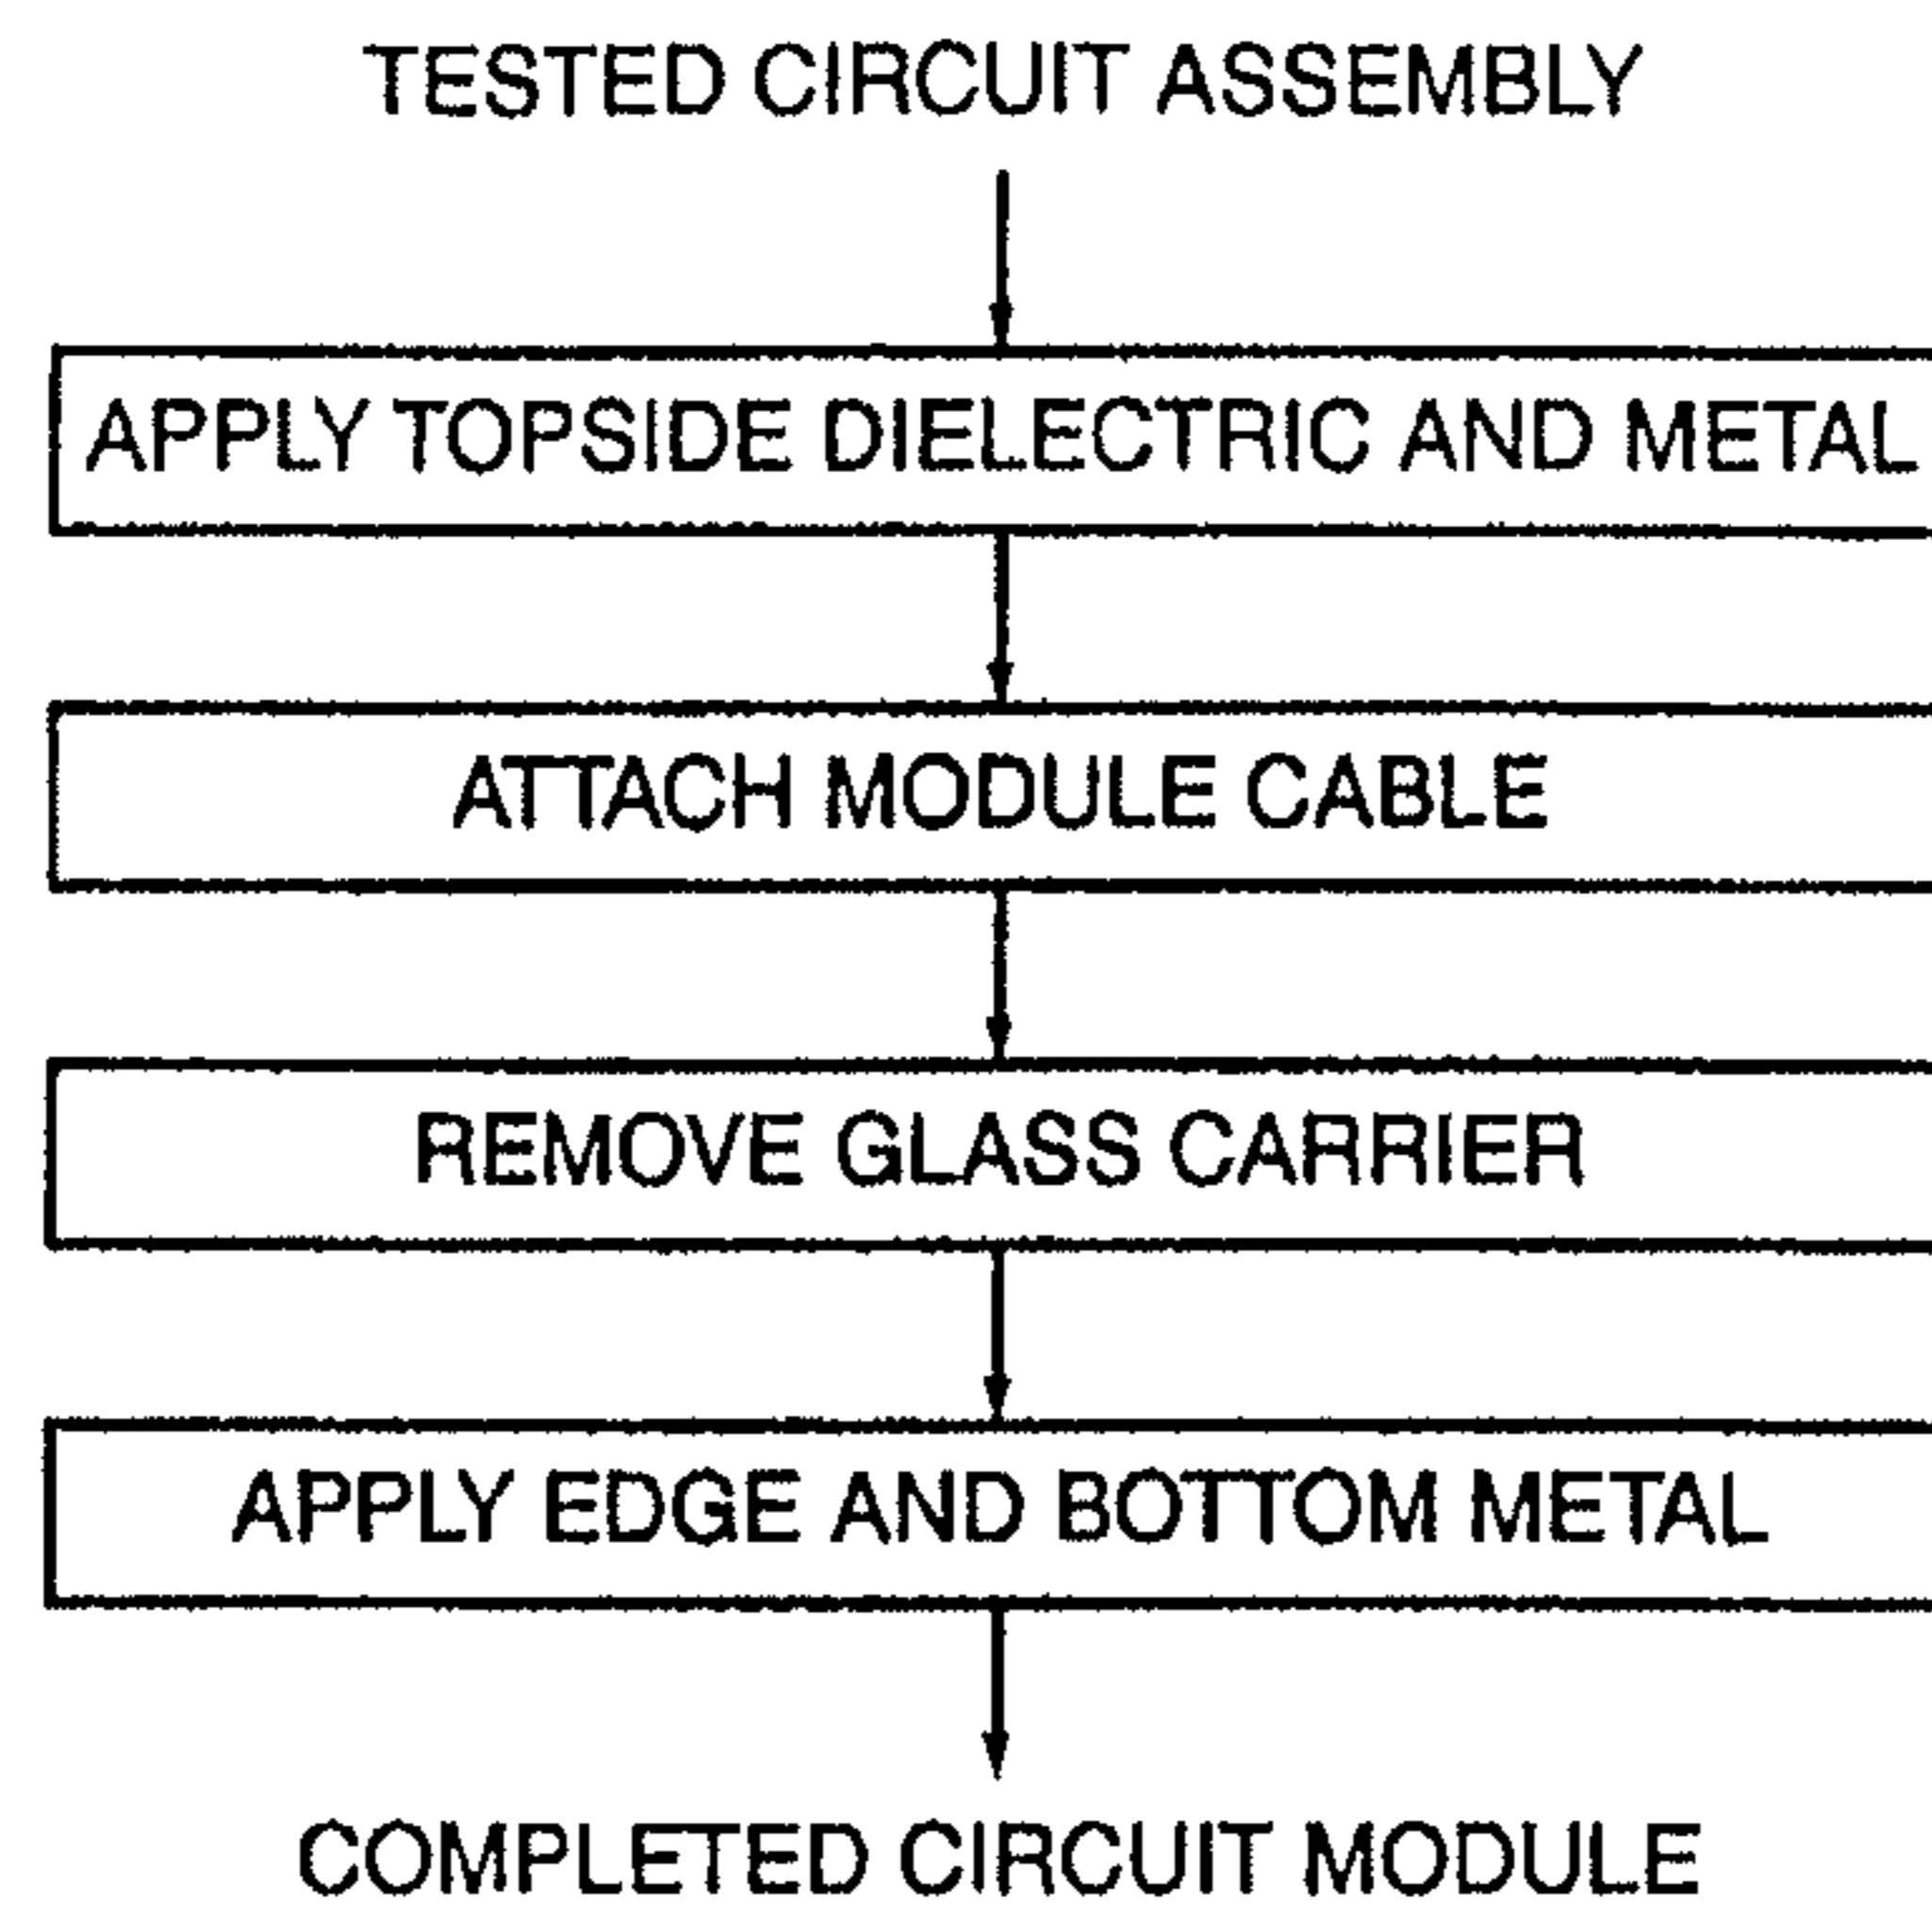 TESTED CIRCUIT ASSEMBLY
APPLY TOPSIDE DIELECTRIC AND METAL
ATTACH MODULE CABLE
REMOVE GLASS CARRIER
APPLY EDGE AND BOTTOM METAL
COMPLETED CIRCUIT MODULE